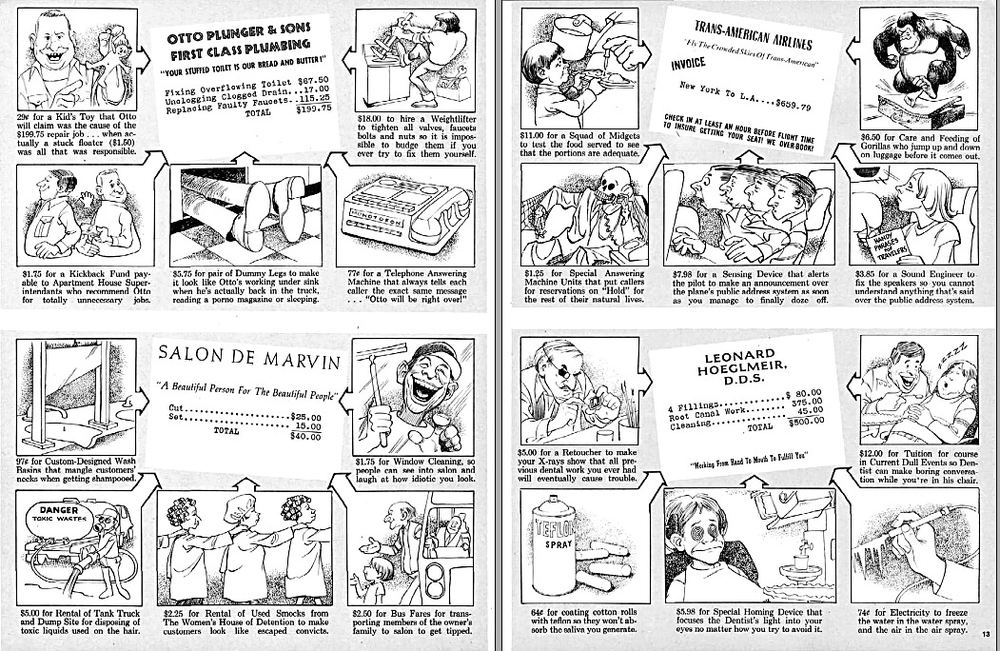 OTTO PLUNGER & SONS
FIRST CLASS PLUMBING
"YOUR STUFFED TOILET IS OUR BREAD AND BUTTER!"
Fixing Overflowing Toilet $67.50
Unclogging Clogged Drain...17.00
Replacing Faulty Faucets..115.25
TOTAL $199.75
29¢ for a Kid's Toy that Otto
will claim was the cause of the
$199.75 repair job . . . when ac-
tually a stuck floater ($1.50)
was all that was responsible.
$18.00 to hire a Weightlifter
to tighten all valves, faucets
bolts and nuts so it is impos-
sible to budge them if you
ever try to fix them yourself.
$1.75 for a Kickback Fund pay-
able to Apartment House Super-
intendants who recommend Otto
for totally unnecessary jobs.
$5.75 for pair of Dummy Legs to make
it look like Otto's working under sink
when he's actually back in the truck,
reading a porno magazine or sleeping.
77¢ for a Telephone Answering
Machine that always tells each
caller the exact same message
. . . "Otto will be right over!"
SALON DE MARVIN
"A Beautiful Person For The Beautiful People"
Cut....................$25.00
Set.....................15.00
TOTAL $40.00
97¢ for Custom-Designed Wash
Basins that mangle customers'
necks when getting shampooed.
$1.75 for Window Cleaning, so
people can see into salon and
laugh at how idiotic you look.
DANGER
TOXIC WASTES
$5.00 for Rental of Tank Truck
and Dump Site for disposing of
toxic liquids used on the hair.
$2.25 for Rental of Used Smocks from
The Women's House of Detention to make
customers look like escaped convicts.
$2.50 for Bus Fares for trans-
porting members of the owner's
family to salon to get tipped.
TRANS-AMERICAN AIRLINES
"Fly The Crowded Skies Of Trans-American"
INVOICE
New York To L.A....$659.79
CHECK IN AT LEAST AN HOUR BEFORE FLIGHT TIME
TO INSURE GETTING YOUR SEAT! WE OVER-BOOK!
$11.00 for a Squad of Midgets
to test the food served to see
that the portions are adequate.
$6.50 for Care and Feeding of
Gorillas who jump up and down
on luggage before it comes out.
$1.25 for Special Answering
Machine Units that put callers
for reservations on "Hold" for
the rest of their natural lives.
$7.98 for a Sensing Device that alerts
the pilot to make an announcement over
the plane's public address system as soon
as you manage to finally doze off.
HANDY
PHRASES
FOR
TRAVELERS
$3.85 for a Sound Engineer to
fix the speakers so you cannot
understand anything that's said
over the public address system.
LEONARD
HOEGLMEIR,
D.D.S.
4 Fillings..........$ 80.00
Root Canal Work..... 375.00
Cleaning............ 45.00
TOTAL $500.00
"Working From Hand To Mouth To Fulfill You"
$5.00 for a Retoucher to make
your X-rays show that all pre-
vious dental work you ever had
will eventually cause trouble.
ZZZZ
$12.00 for Tuition for course
in Current Dull Events so Den-
tist can make boring conversa-
tion while you're in his chair.
TEFLON
SPRAY
64¢ for coating cotton rolls
with teflon so they won't ab-
sorb the saliva you generate.
$5.98 for Special Homing Device that
focuses the Dentist's light into your
eyes no matter how you try to avoid it.
74¢ for Electricity to freeze
the water in the water spray,
and the air in the air spray.
13